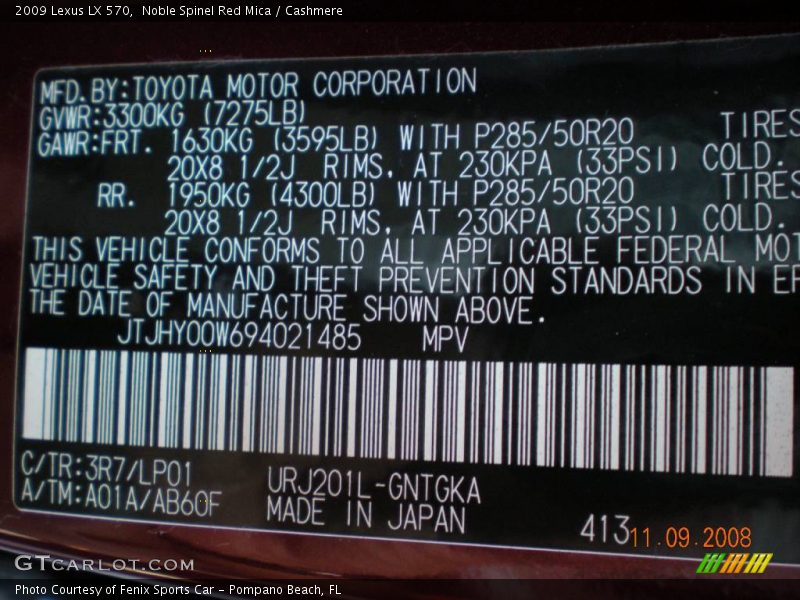 2009 Lexus LX 570,  Noble Spinel Red Mica / Cashmere
MFD. BY:TOYOTA MOTOR CORPORATION
GVWR:3300KG (7275LB)
GAWR:FRT. 1630KG (3595LB) WITH P285/50R20 TIRES
20X8 1/2J RIMS, AT 230KPA (33PSI) COLD.
RR. 1950KG (4300LB) WITH P285/50R20 TIRES
20X8 1/2J RIMS, AT 230KPA (33PSI) COLD.
THIS VEHICLE CONFORMS TO ALL APPLICABLE FEDERAL MOT
VEHICLE SAFETY AND THEFT PREVENTION STANDARDS IN EF
THE DATE OF MANUFACTURE SHOWN ABOVE.
JTJHY00W694021485 MPV
C/TR:3R7/LP01
A/TM:A01A/AB60F
URJ201L-GNTGKA
MADE IN JAPAN
413
11.09.2008
GTCARLOT.COM
Photo Courtesy of Fenix Sports Car - Pompano Beach, FL